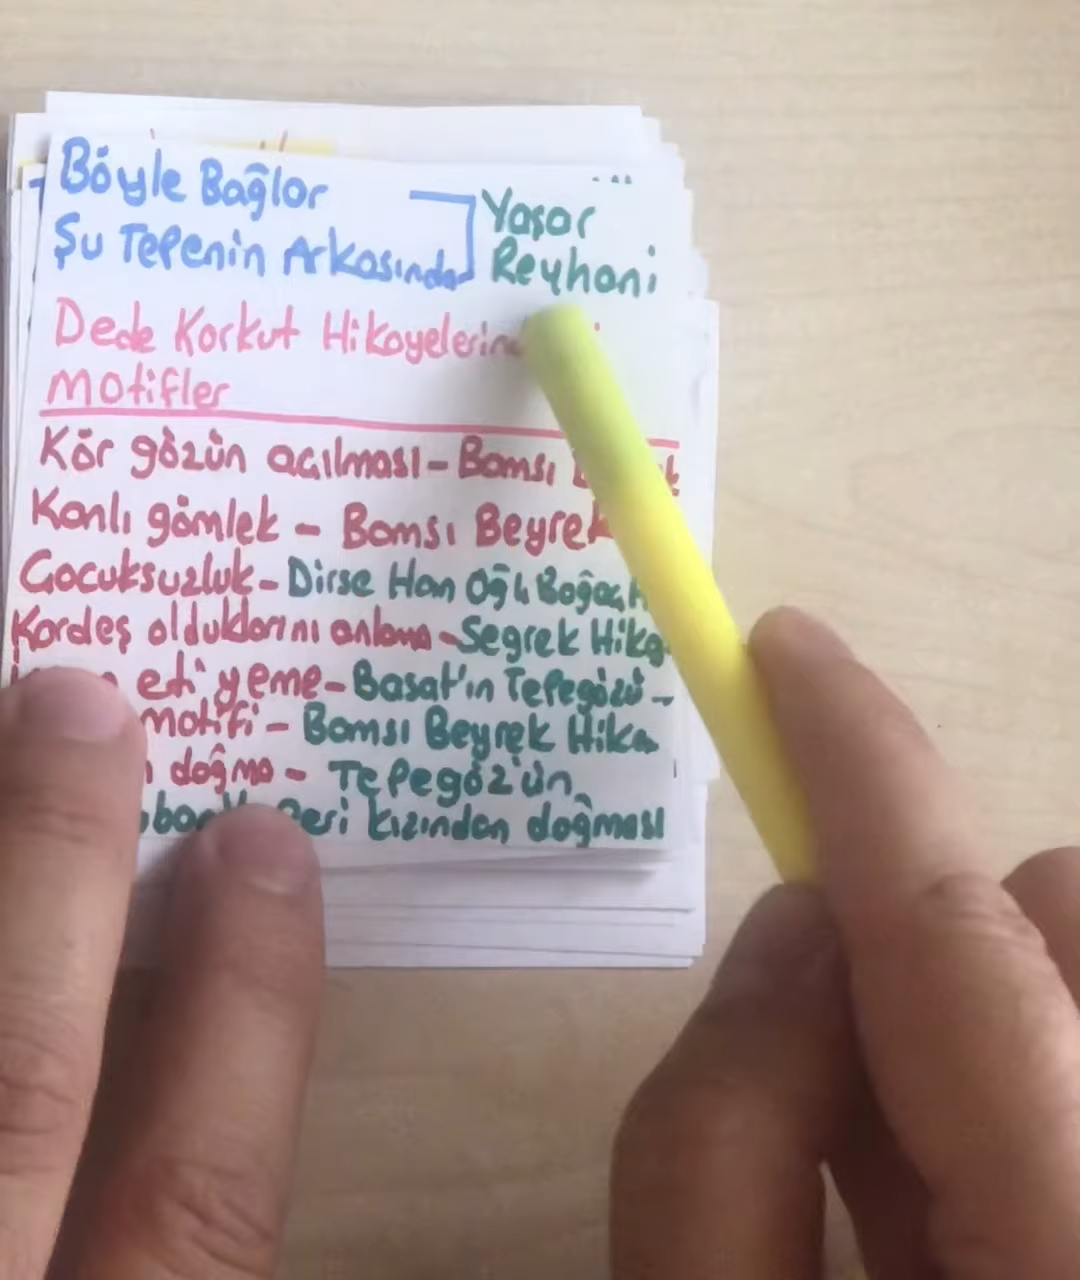 Böyle Bağlar
Şu Tepenin Arkasında
Yaşar
Reyhani
Dede Korkut
Motifler
Kör gözün açılması - Bamsı
Kanlı gömlek - Bamsı Beyrek
Çocuksuzluk - Dirse Han Oğlu Boğaç
Kardeş olduklarını anlama - Segrek
eti yeme - Basat'ın Tepegözü -
motifi - Bamsı Beyrek
doğma - Tepegöz'ün
kızından doğması